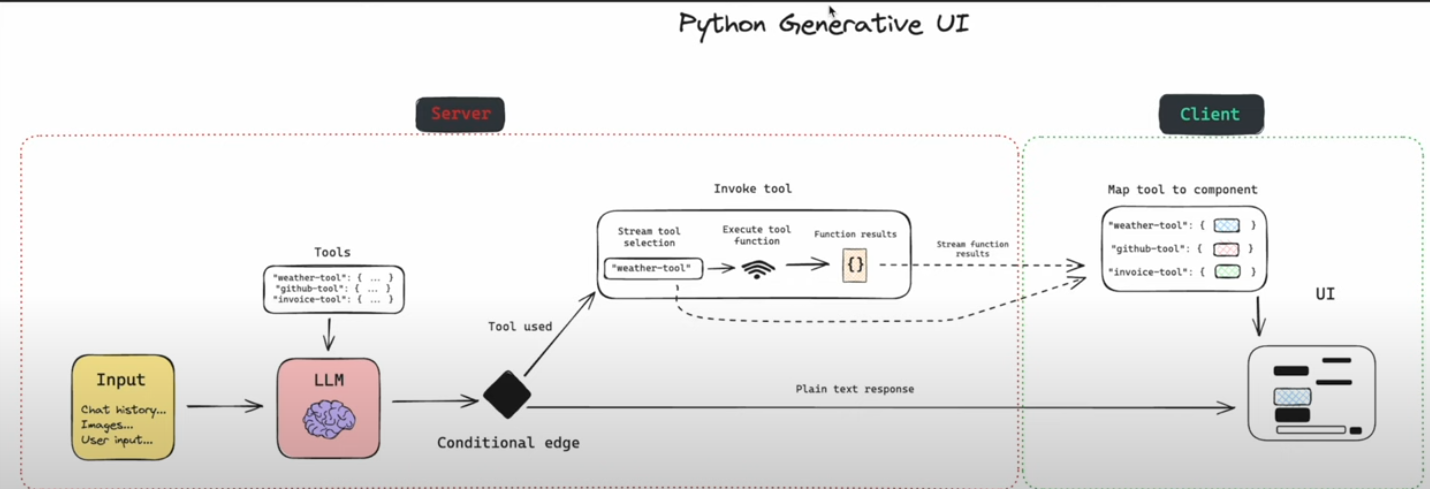 Python Generative UI
Server
Client
Invoke tool
Map tool to component
Stream tool
selection
Execute tool
function
Function results
"weather-tool"
{}
Stream function
results
"weather-tool": { }
"github-tool": { }
"invoice-tool": { }
Tools
"weather-tool": { ... }
"github-tool": { ... }
"invoice-tool": { ... }
UI
Tool used
Input
Chat history...
Images...
User input...
LLM
Plain text response
Conditional edge